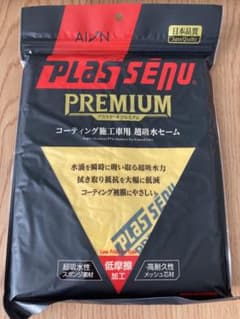 AION
日本品質
Japan Quality
PLAS SENU
PREMIUM
プラスセーヌプレミアム
コーティング施工車用 超吸水セーム
水滴を瞬時に吸い取る超吸水力
拭き取り抵抗を大幅に低減
コーティング被膜にやさしい
PLAS SENU
超吸水性
スポンジ素材
低摩擦
加工
高耐久性
メッシュ芯材